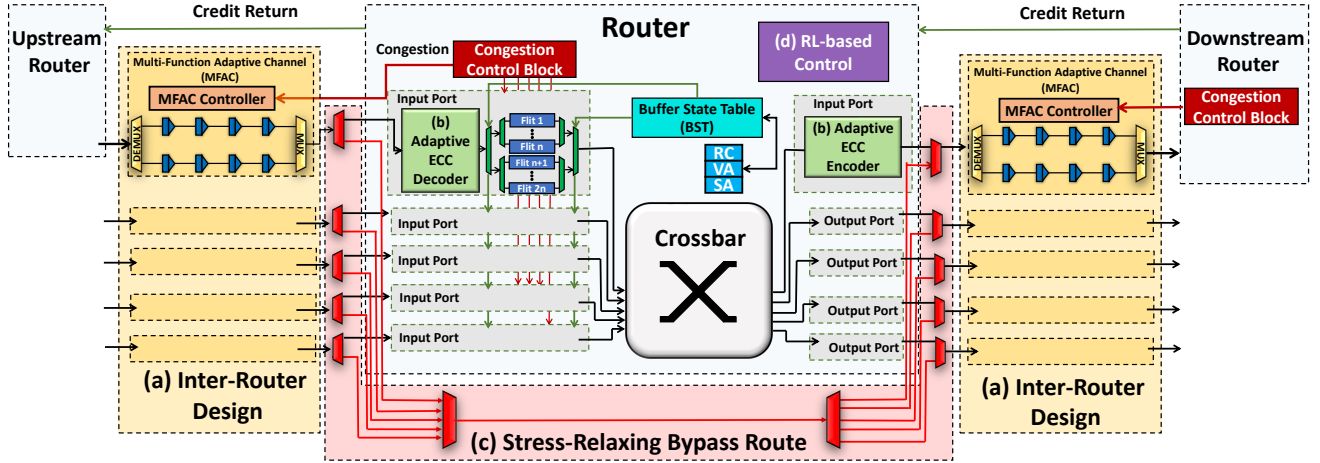 Credit Return
Router
Credit Return
Upstream
Router
Downstream
Router
Multi-Function Adaptive Channel
(MFAC)
MFAC Controller
DEMUX
MUX
Congestion
Congestion
Control Block
(d) RL-based
Control
Input Port
(b)
Adaptive
ECC
Decoder
Flit 1
Flit n
Flit n+1
Flit 2n
Buffer State Table
(BST)
RC
VA
SA
Input Port
(b) Adaptive
ECC
Encoder
Multi-Function Adaptive Channel
(MFAC)
MFAC Controller
DEMUX
MUX
Congestion
Control Block
Input Port
Input Port
Input Port
Input Port
Crossbar
Output Port
Output Port
Output Port
Output Port
(a) Inter-Router
Design
(c) Stress-Relaxing Bypass Route
(a) Inter-Router
Design